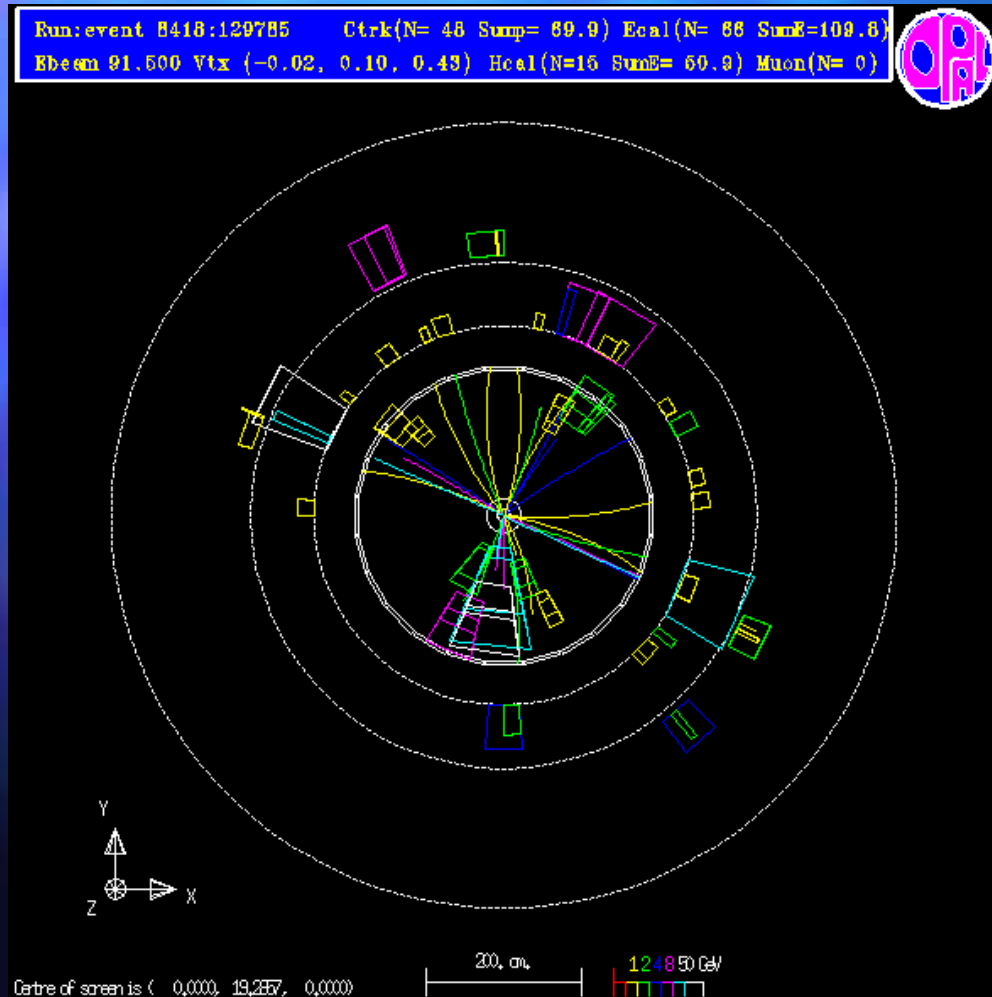 Run:event 8418:129785 Ctrk(N= 48 Sump= 69.9) Ecal(N= 66 SumE=109.8)
Ebeam 91.500 Vtx (-0.02, 0.10, 0.43) Hcal(N=15 SumE= 50.9) Muon(N= 0)
OPAL
Y
X
Z
200. cm.
1 2 4 8 50 GeV
Centre of screen is ( 0.0000, 19.2857, 0.0000)